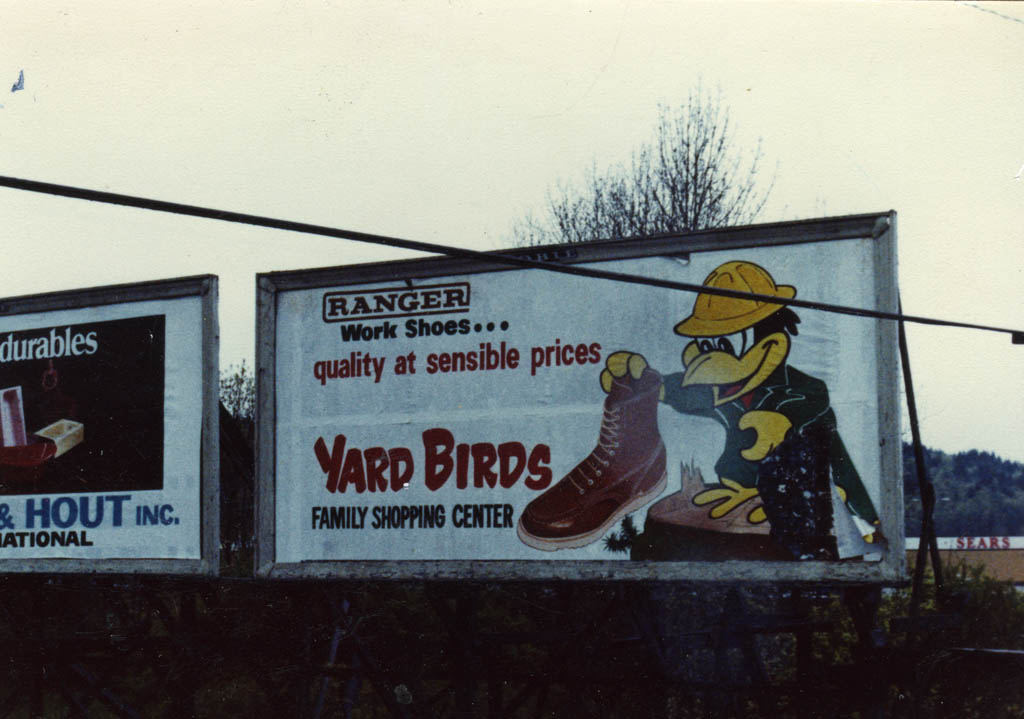 durables
& HOUT INC.
NATIONAL
RANGER
Work Shoes...
quality at sensible prices
YARD BIRDS
FAMILY SHOPPING CENTER
SEARS